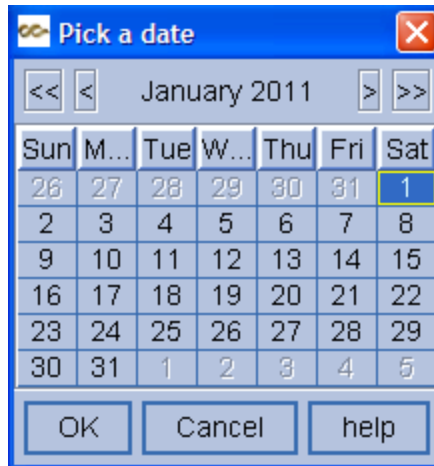 Pick a date
<< < January 2011 > >>
Sun M... Tue W... Thu Fri Sat
26 27 28 29 30 31 1
2 3 4 5 6 7 8
9 10 11 12 13 14 15
16 17 18 19 20 21 22
23 24 25 26 27 28 29
30 31 1 2 3 4 5
OK Cancel help